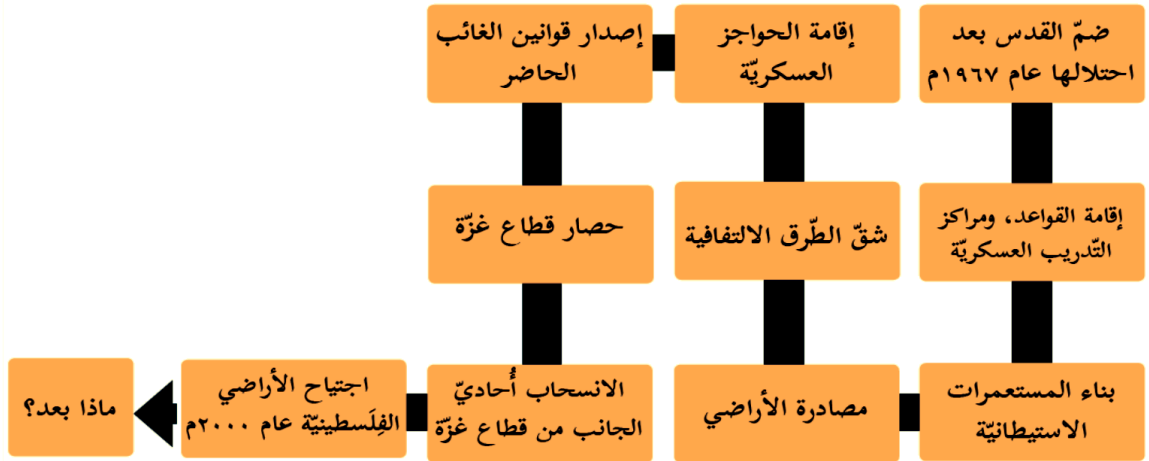 ضمّ القدس بعد
احتلالها عام ١٩٦٧م
إقامة القواعد، ومراكز
التّدريب العسكريّة
بناء المستعمرات
الاستيطانيّة
مصادرة الأراضي
شقّ الطّرق الالتفافية
إقامة الحواجز
العسكريّة
إصدار قوانين الغائب
الحاضر
حصار قطاع غزّة
الانسحاب أُحاديّ
الجانب من قطاع غزّة
اجتياح الأراضي
الفِلَسطينيّة عام ٢٠٠٠م
ماذا بعد؟